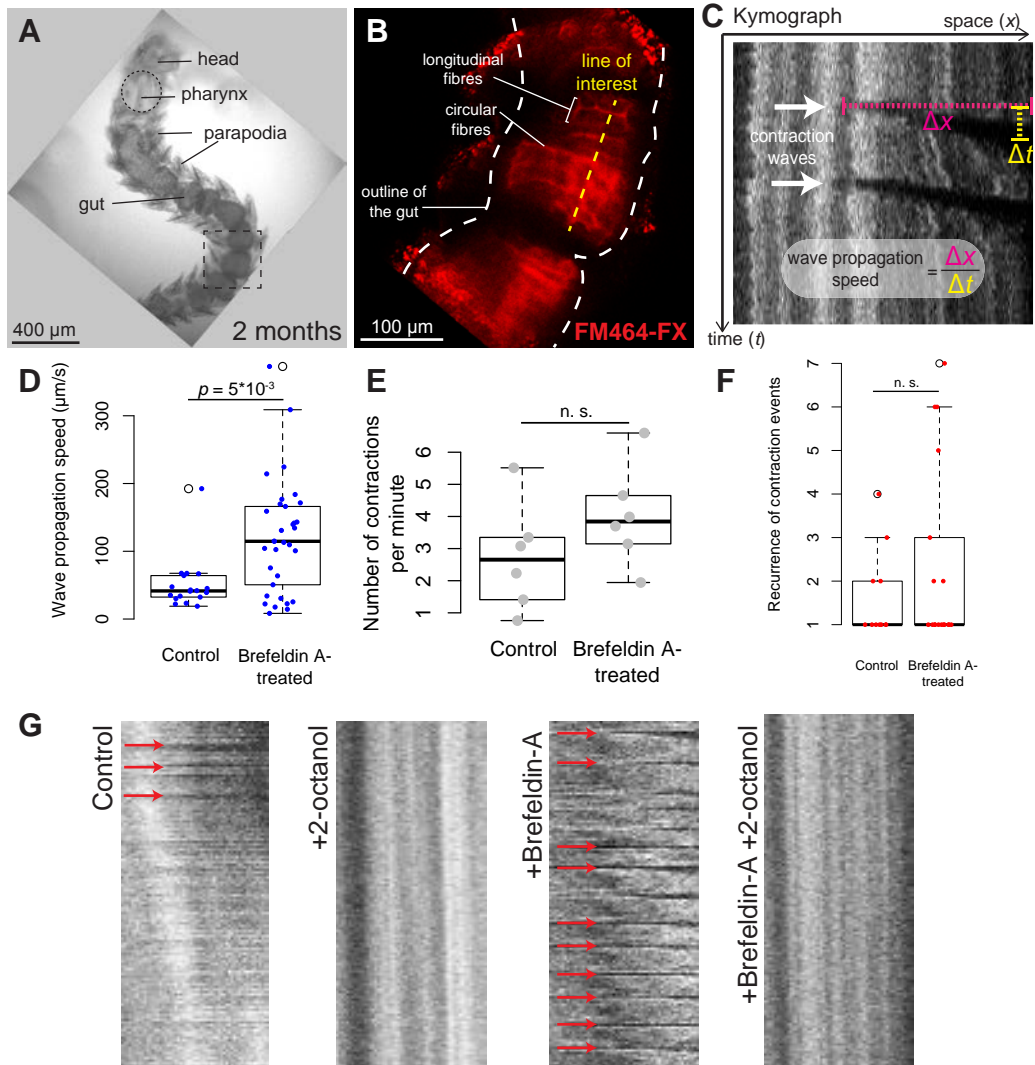 A
head
pharynx
parapodia
gut
400 µm
2 months
B
longitudinal
fibres
line of
interest
circular
fibres
outline of
the gut
100 µm
FM464-FX
C
Kymograph
space (x)
contraction
waves
Δx
Δt
wave propagation
speed
= Δx/Δt
time (t)
D
Wave propagation speed (µm/s)
0
100
200
300
p = 5*10⁻³
Control
Brefeldin A-
treated
E
Number of contractions
per minute
1
2
3
4
5
6
n. s.
Control
Brefeldin A-
treated
F
Recurrence of contraction events
1
2
3
4
5
6
7
n. s.
Control
Brefeldin A-
treated
G
Control
+2-octanol
+Brefeldin-A
+Brefeldin-A +2-octanol